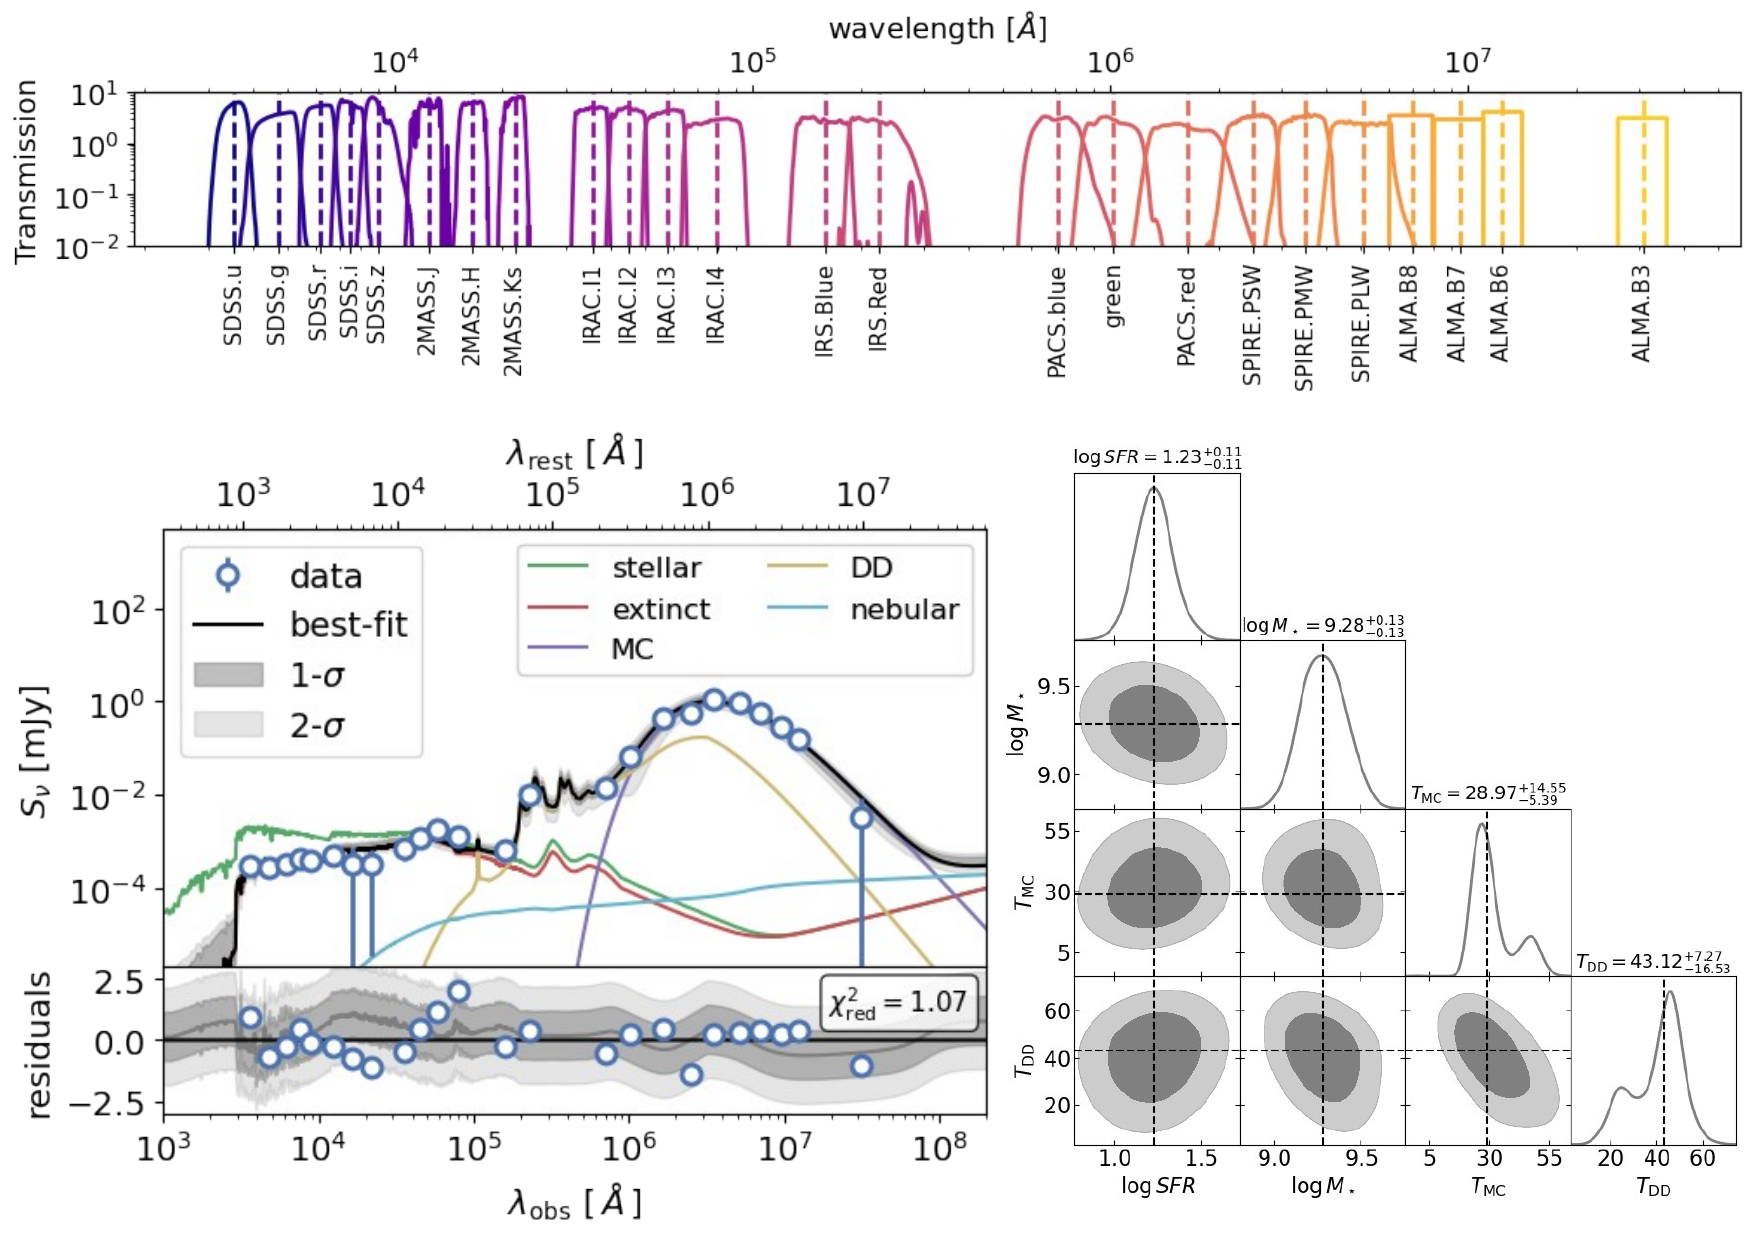 wavelength [Å]
10⁴ 10⁵ 10⁶ 10⁷
Transmission
10¹
10⁰
10⁻¹
10⁻²
SDSS.u
SDSS.g
SDSS.r
SDSS.i
SDSS.z
2MASS.J
2MASS.H
2MASS.Ks
IRAC.I1
IRAC.I2
IRAC.I3
IRAC.I4
IRS.Blue
IRS.Red
PACS.blue
green
PACS.red
SPIRE.PSW
SPIRE.PMW
SPIRE.PLW
ALMA.B8
ALMA.B7
ALMA.B6
ALMA.B3
λ_rest [Å]
10³ 10⁴ 10⁵ 10⁶ 10⁷
S_ν [mJy]
10²
10⁰
10⁻²
10⁻⁴
data
best-fit
1-σ
2-σ
stellar
extinct
MC
DD
nebular
residuals
2.5
0.0
−2.5
χ²_red = 1.07
10³ 10⁴ 10⁵ 10⁶ 10⁷ 10⁸
λ_obs [Å]
log SFR = 1.23^{+0.11}_{−0.11}
log M⋆ = 9.28^{+0.13}_{−0.13}
log M⋆
9.5
9.0
T_MC = 28.97^{+14.55}_{−5.39}
T_MC
55
30
5
T_DD = 43.12^{+7.27}_{−16.53}
T_DD
60
40
20
1.0 1.5 9.0 9.5 5 30 55 20 40 60
log SFR log M⋆ T_MC T_DD